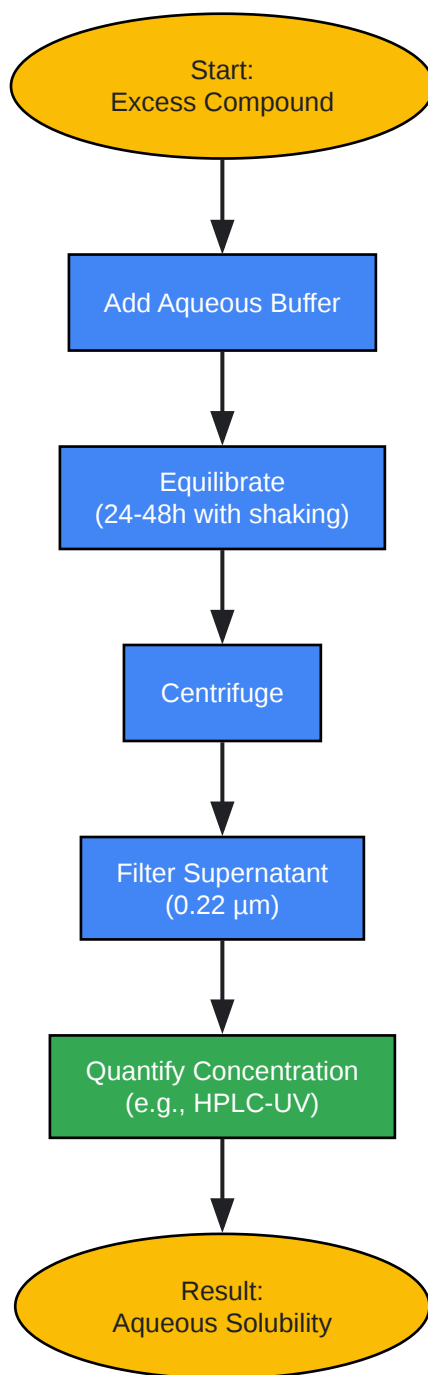 Start:
Excess Compound
Add Aqueous Buffer
Equilibrate
(24-48h with shaking)
Centrifuge
Filter Supernatant
(0.22 µm)
Quantify Concentration
(e.g., HPLC-UV)
Result:
Aqueous Solubility